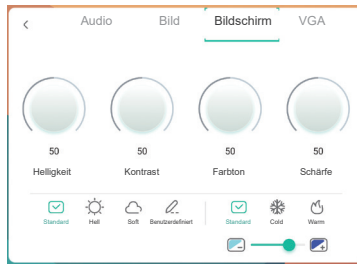 Audio Bild Bildschirm VGA
50 50 50 50
Helligkeit Kontrast Farbton Schärfe
Standard Hell Soft Benutzerdefiniert Standard Cold Warm